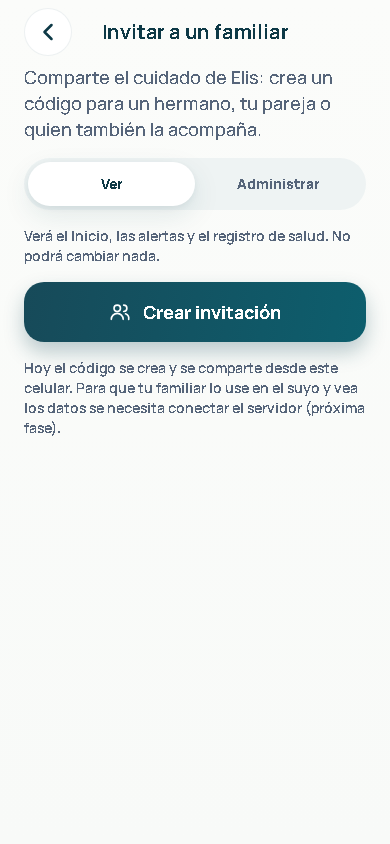 Invitar a un familiar
Comparte el cuidado de Elis: crea un
código para un hermano, tu pareja o
quien también la acompaña.
Ver
Administrar
Verá el Inicio, las alertas y el registro de salud. No
podrá cambiar nada.
Crear invitación
Hoy el código se crea y se comparte desde este
celular. Para que tu familiar lo use en el suyo y vea
los datos se necesita conectar el servidor (próxima
fase).